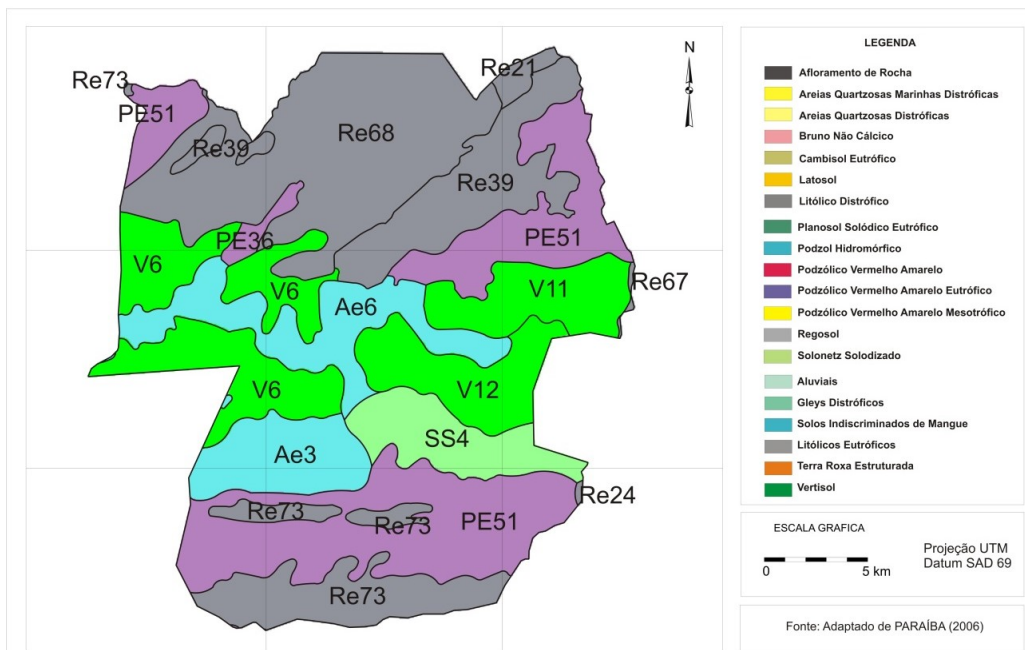 Re73
PE51
Re39
Re68
Re21
N
Re39
PE51
V6
PE36
V6
Ae6
V11
Re67
V6
V12
Ae3
SS4
Re73
Re73
PE51
Re24
Re73
LEGENDA
Afloramento de Rocha
Areias Quartzosas Marinhas Distróficas
Areias Quartzosas Distróficas
Bruno Não Cálcico
Cambisol Eutrófico
Latosol
Litólico Distrófico
Planosol Solódico Eutrófico
Podzol Hidromórfico
Podzólico Vermelho Amarelo
Podzólico Vermelho Amarelo Eutrófico
Podzólico Vermelho Amarelo Mesotrófico
Regosol
Solonetz Solodizado
Aluviais
Gleys Distróficos
Solos Indiscriminados de Mangue
Litólicos Eutróficos
Terra Roxa Estruturada
Vertisol
ESCALA GRAFICA
0 5 km
Projeção UTM
Datum SAD 69
Fonte: Adaptado de PARAÍBA (2006)